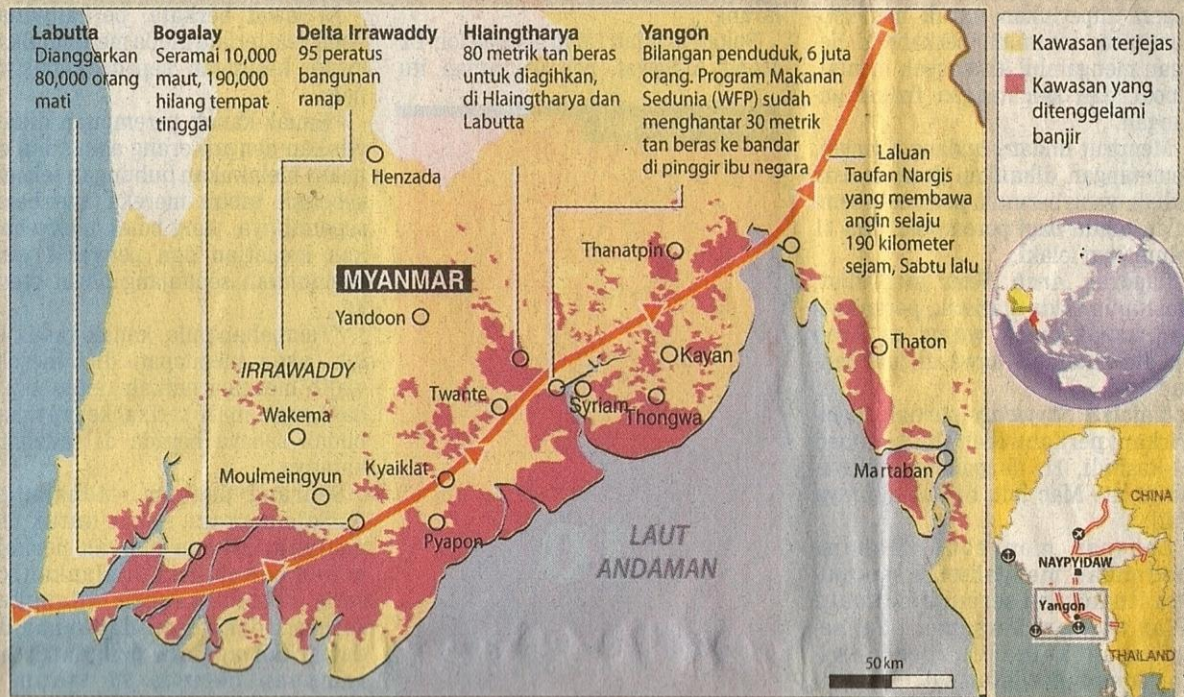 Labutta
Dianggarkan
80,000 orang
mati
Bogalay
Seramai 10,000
maut, 190,000
hilang tempat
tinggal
Delta Irrawaddy
95 peratus
bangunan
ranap
Hlaingtharya
80 metrik tan beras
untuk diagihkan,
di Hlaingtharya dan
Labutta
Yangon
Bilangan penduduk, 6 juta
orang. Program Makanan
Sedunia (WFP) sudah
menghantar 30 metrik
tan beras ke bandar
di pinggir ibu negara
Kawasan terjejas
Kawasan yang
ditenggelami
banjir
Laluan
Taufan Nargis
yang membawa
angin selaju
190 kilometer
sejam, Sabtu lalu
Henzada
Thanatpin
MYANMAR
Yandoon
Kayan
Thaton
IRRAWADDY
Twante
Syriam
Thongwa
Wakema
Kyaiklat
Moulmeingyun
Martaban
Pyapon
LAUT
ANDAMAN
50 km
CHINA
NAYPYIDAW
Yangon
THAILAND